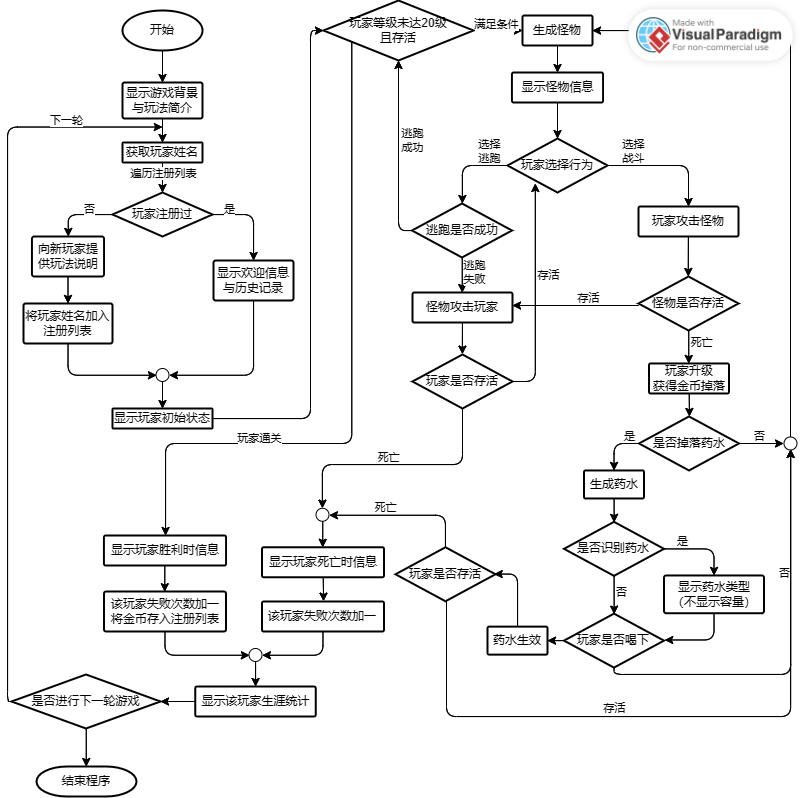 开始
显示游戏背景
与玩法简介
下一轮
获取玩家姓名
遍历注册列表
玩家注册过
否
是
向新玩家提
供玩法说明
将玩家姓名加入
注册列表
显示欢迎信息
与历史记录
显示玩家初始状态
玩家等级未达20级
且存活
满足条件
生成怪物
Made with
VisualParadigm
For non-commercial use
显示怪物信息
玩家选择行为
选择
逃跑
选择
战斗
逃跑
成功
逃跑是否成功
逃跑
失败
怪物攻击玩家
存活
玩家是否存活
玩家攻击怪物
怪物是否存活
存活
死亡
玩家升级
获得金币掉落
是否掉落药水
是
否
生成药水
是否识别药水
是
否
显示药水类型
（不显示容量）
玩家是否喝下
否
药水生效
玩家是否存活
死亡
存活
玩家通关
死亡
显示玩家胜利时信息
该玩家失败次数加一
将金币存入注册列表
显示玩家死亡时信息
该玩家失败次数加一
显示该玩家生涯统计
是否进行下一轮游戏
结束程序